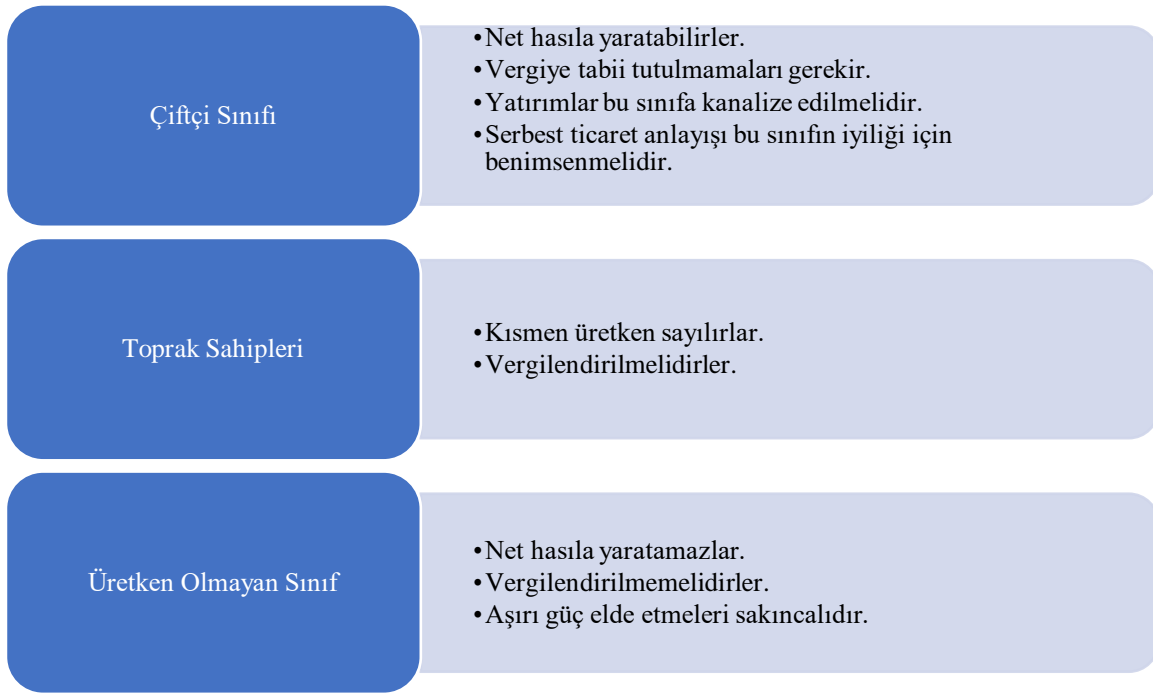 Çiftçi Sınıfı
•Net hasıla yaratabilirler.
•Vergiye tabii tutulmamaları gerekir.
•Yatırımlar bu sınıfa kanalize edilmelidir.
•Serbest ticaret anlayışı bu sınıfın iyiliği için
benimsenmelidir.
Toprak Sahipleri
•Kısmen üretken sayılırlar.
•Vergilendirilmelidirler.
Üretken Olmayan Sınıf
•Net hasıla yaratamazlar.
•Vergilendirilmemelidirler.
•Aşırı güç elde etmeleri sakıncalıdır.